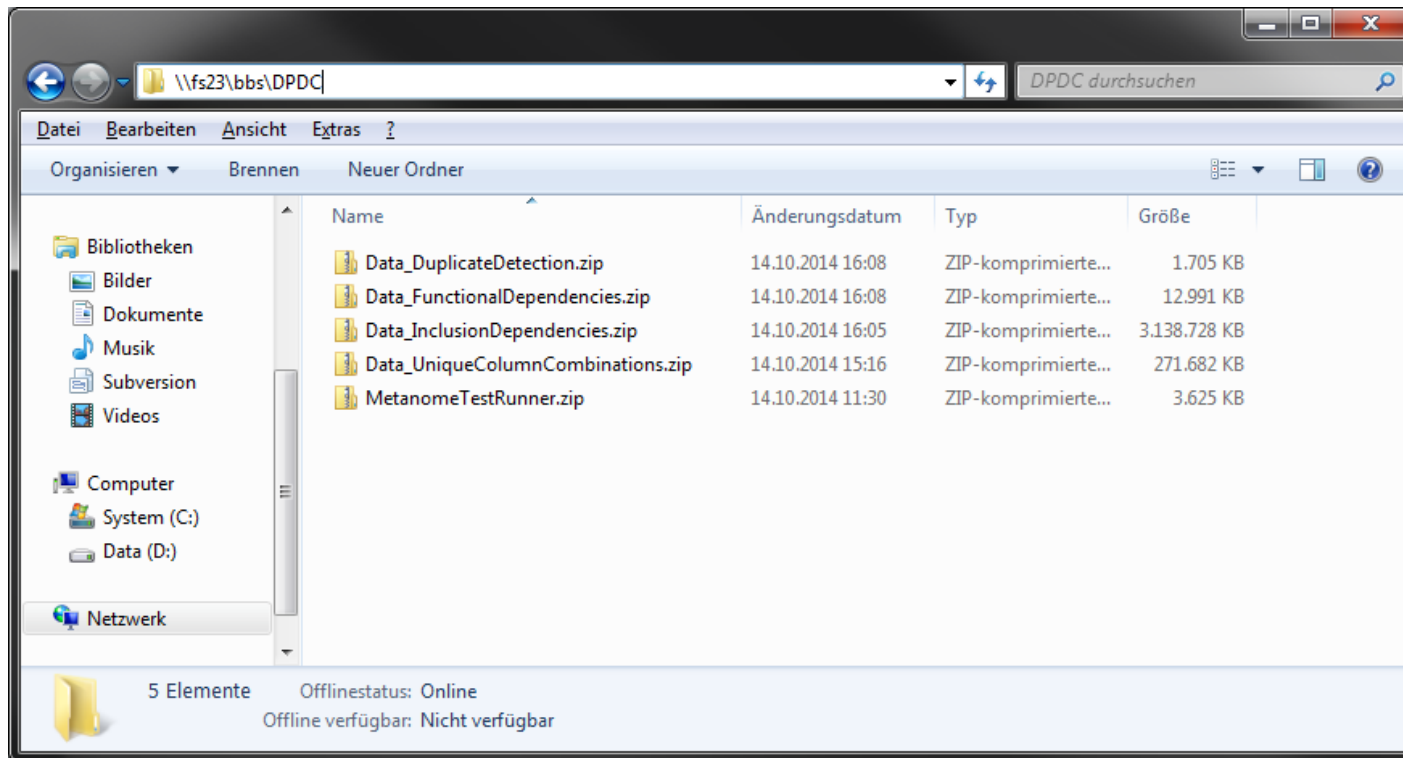 \\fs23\bbs\DPDC
DPDC durchsuchen
Datei Bearbeiten Ansicht Extras ?
Organisieren Brennen Neuer Ordner
Name Änderungsdatum Typ Größe
Bibliotheken
Bilder
Dokumente
Musik
Subversion
Videos
Computer
System (C:)
Data (D:)
Netzwerk
Data_DuplicateDetection.zip 14.10.2014 16:08 ZIP-komprimierte... 1.705 KB
Data_FunctionalDependencies.zip 14.10.2014 16:08 ZIP-komprimierte... 12.991 KB
Data_InclusionDependencies.zip 14.10.2014 16:05 ZIP-komprimierte... 3.138.728 KB
Data_UniqueColumnCombinations.zip 14.10.2014 15:16 ZIP-komprimierte... 271.682 KB
MetanomeTestRunner.zip 14.10.2014 11:30 ZIP-komprimierte... 3.625 KB
5 Elemente Offlinestatus: Online
Offline verfügbar: Nicht verfügbar